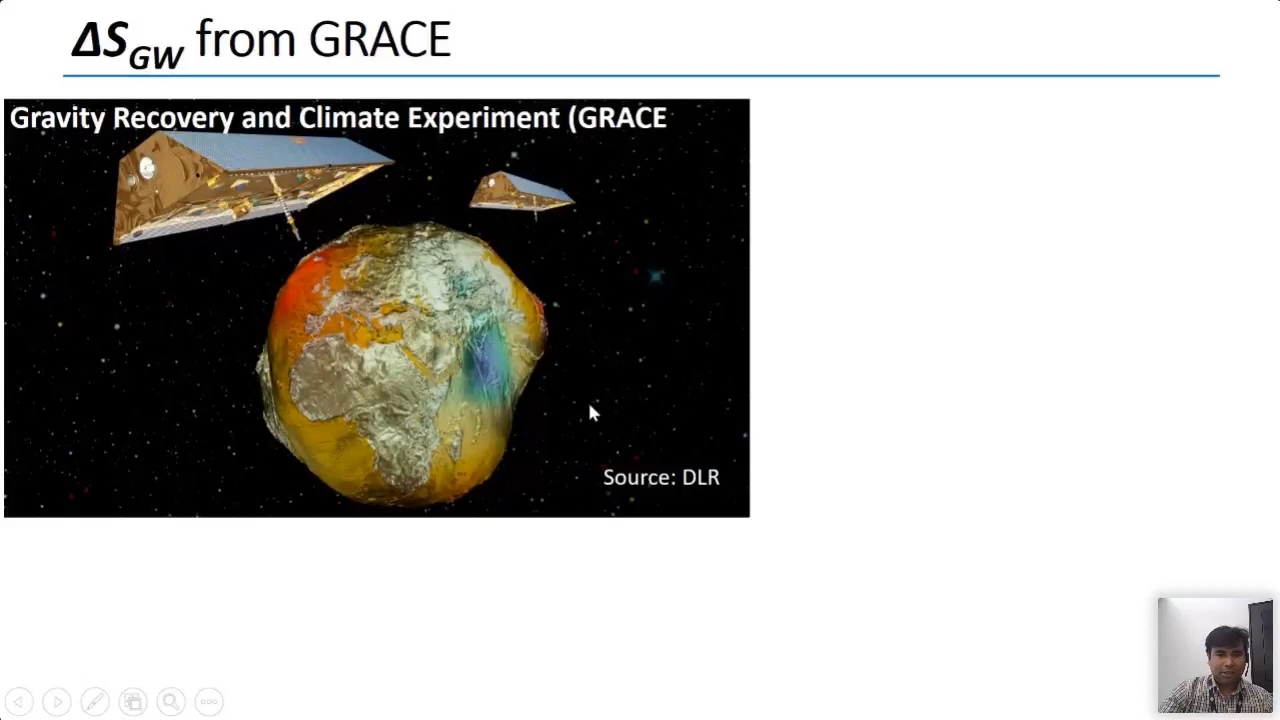 ΔS_GW from GRACE
Gravity Recovery and Climate Experiment (GRACE
Source: DLR